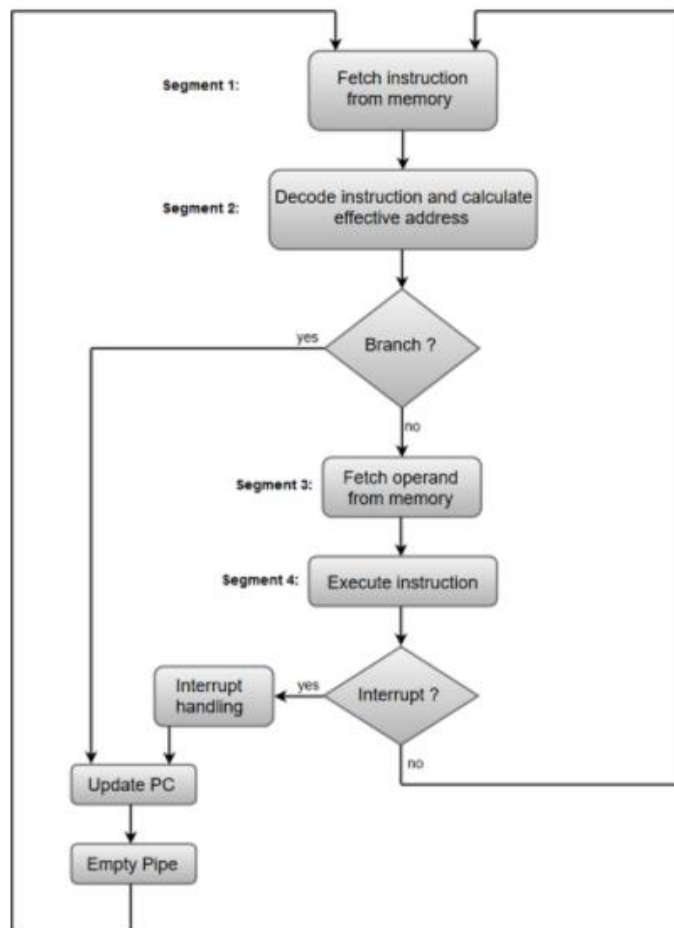 Segment 1:
Fetch instruction
from memory
Segment 2:
Decode instruction and calculate
effective address
Branch ?
yes
no
Segment 3:
Fetch operand
from memory
Segment 4:
Execute instruction
Interrupt ?
yes
no
Interrupt
handling
Update PC
Empty Pipe